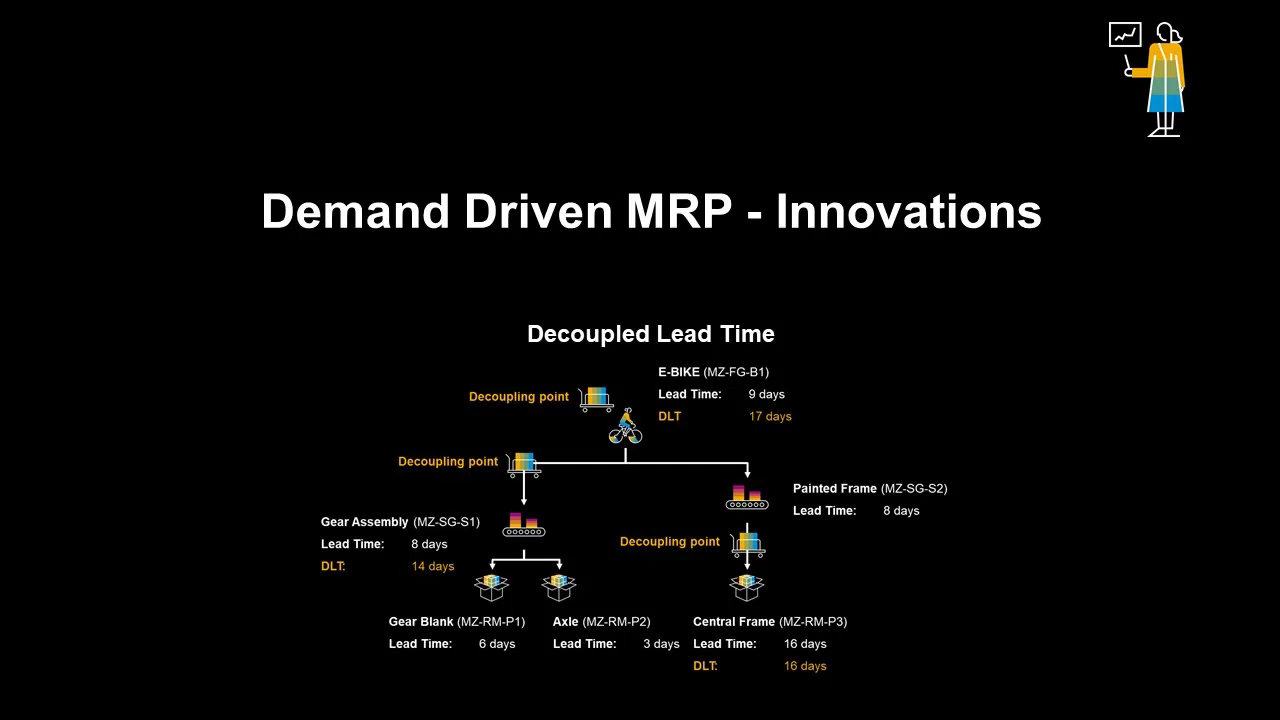 Demand Driven MRP - Innovations
Decoupled Lead Time
E-BIKE (MZ-FG-B1)
Decoupling point
Lead Time: 9 days
DLT 17 days
Decoupling point
Painted Frame (MZ-SG-S2)
Lead Time: 8 days
Gear Assembly (MZ-SG-S1)
Lead Time: 8 days
DLT: 14 days
Decoupling point
Gear Blank (MZ-RM-P1)
Lead Time: 6 days
Axle (MZ-RM-P2)
Lead Time: 3 days
Central Frame (MZ-RM-P3)
Lead Time: 16 days
DLT: 16 days